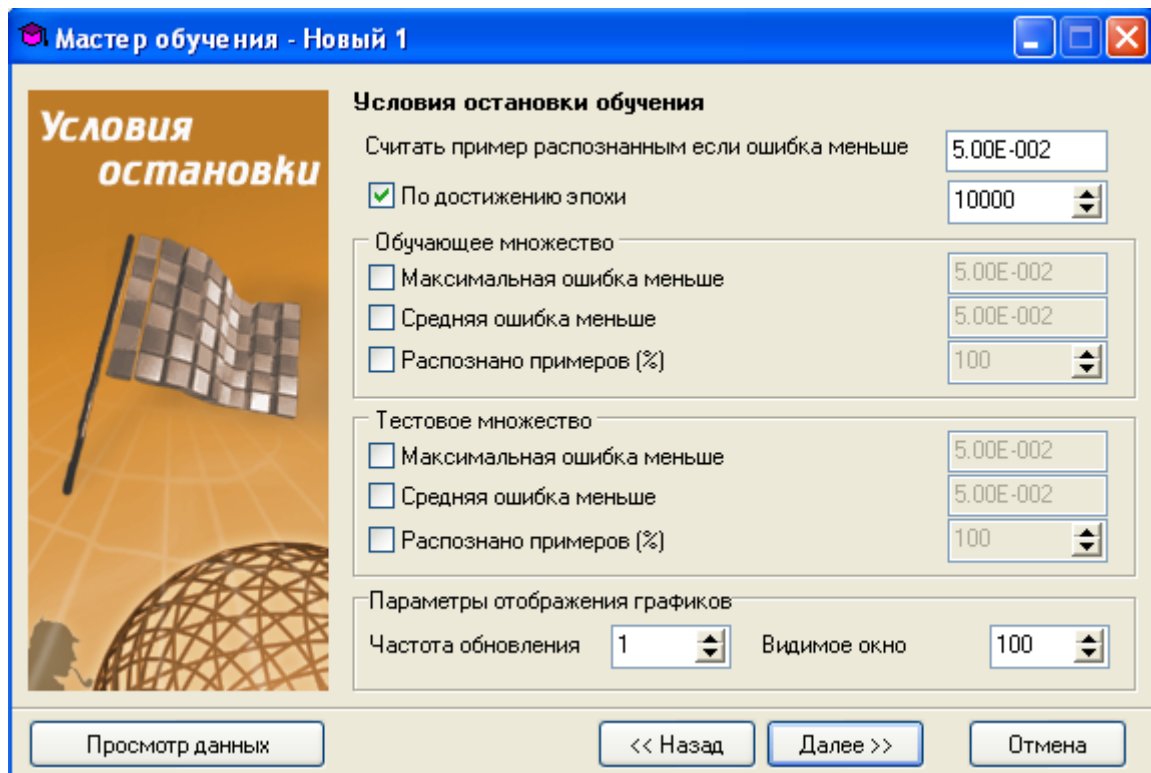 Мастер обучения - Новый 1
Условия
остановки
Условия остановки обучения
Считать пример распознанным если ошибка меньше 5.00E-002
По достижению эпохи 10000
Обучающее множество
Максимальная ошибка меньше 5.00E-002
Средняя ошибка меньше 5.00E-002
Распознано примеров (%) 100
Тестовое множество
Максимальная ошибка меньше 5.00E-002
Средняя ошибка меньше 5.00E-002
Распознано примеров (%) 100
Параметры отображения графиков
Частота обновления 1 Видимое окно 100
Просмотр данных << Назад Далее >> Отмена